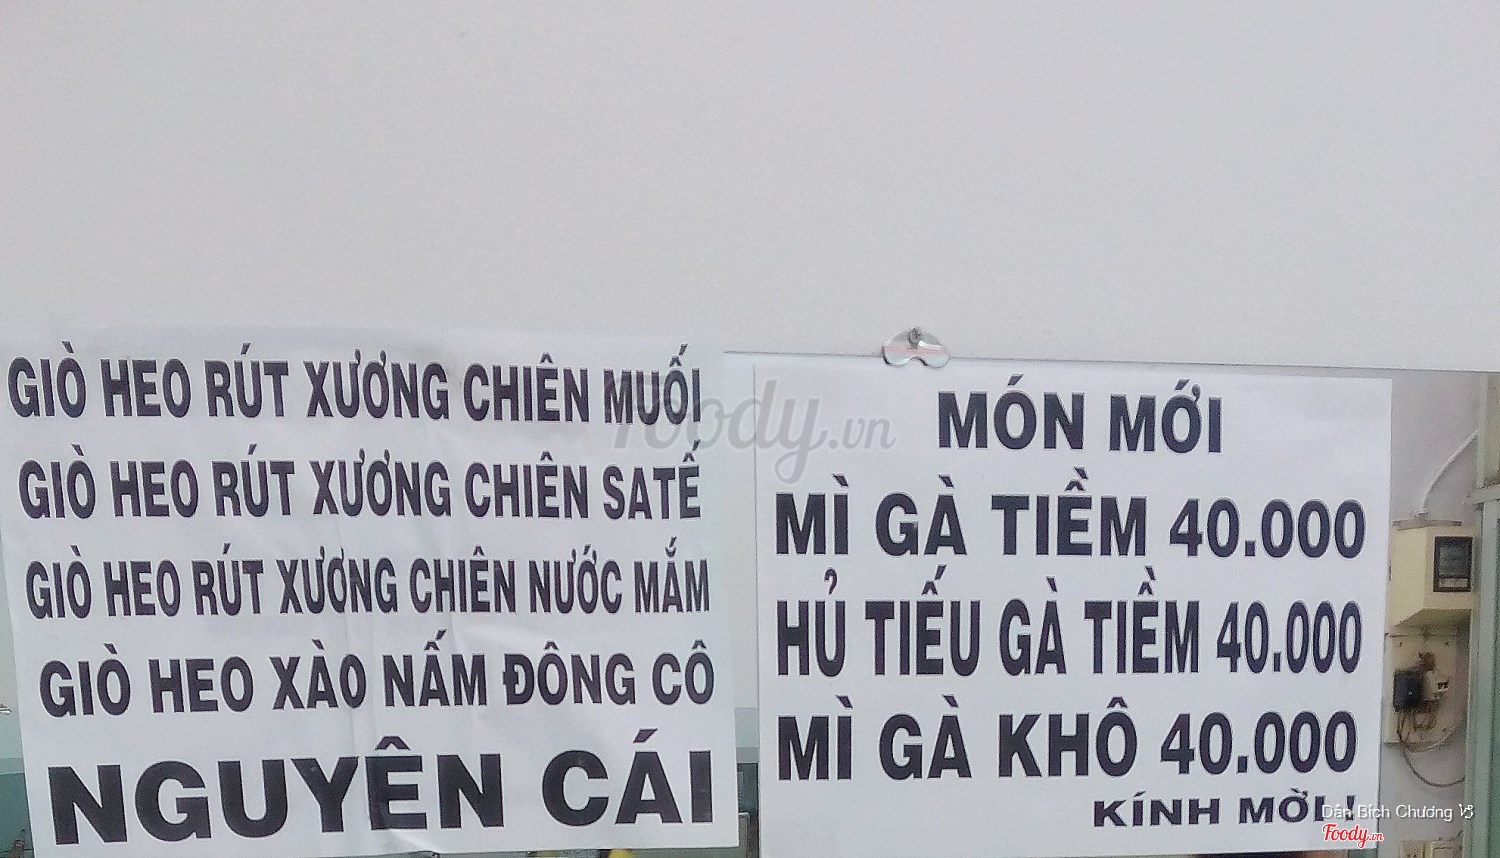 GIÒ HEO RÚT XƯƠNG CHIÊN MUỐI
GIÒ HEO RÚT XƯƠNG CHIÊN SATẾ
GIÒ HEO RÚT XƯƠNG CHIÊN NƯỚC MẮM
GIÒ HEO XÀO NẤM ĐÔNG CÔ
NGUYÊN CÁI
Foody.vn
MÓN MỚI
MÌ GÀ TIỀM 40.000
HỦ TIẾU GÀ TIỀM 40.000
MÌ GÀ KHÔ 40.000
KÍNH MỜI !
Dân Bích Chương
Foody.vn